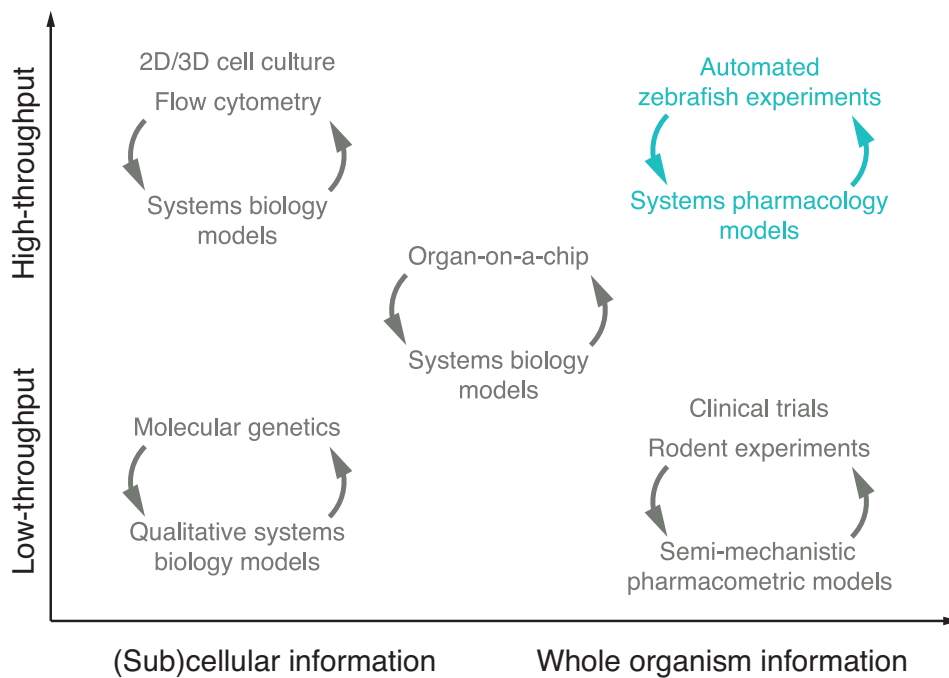 High-throughput
Low-throughput
2D/3D cell culture
Flow cytometry
Systems biology
models
Automated
zebrafish experiments
Systems pharmacology
models
Organ-on-a-chip
Systems biology
models
Molecular genetics
Qualitative systems
biology models
Clinical trials
Rodent experiments
Semi-mechanistic
pharmacometric models
(Sub)cellular information
Whole organism information